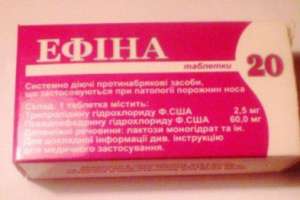 ЕФІНА
таблетки
20
Системно діючі протинабрякові засоби,
що застосовуються при патології порожнин носа
Склад. 1 таблетка містить:
Трипролідину гідрохлориду Ф.США 2,5 мг
Псевдоефедрину гідрохлориду Ф.США 60,0 мг
Допоміжні речовини: лактози моногідрат та ін.
Для докладної інформації див. інструкцію
для медичного застосування.